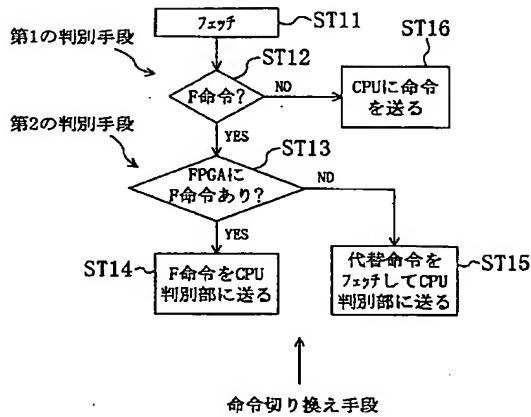 フェッチ
ST11
第1の判別手段
ST12
ST16
F命令?
NO
CPUに命令
を送る
第2の判別手段
YES
ST13
FPGAに
F命令あり?
NO
YES
ST14
F命令をCPU
判別部に送る
代替命令を
フェッチしてCPU
判別部に送る
ST15
命令切り換え手段